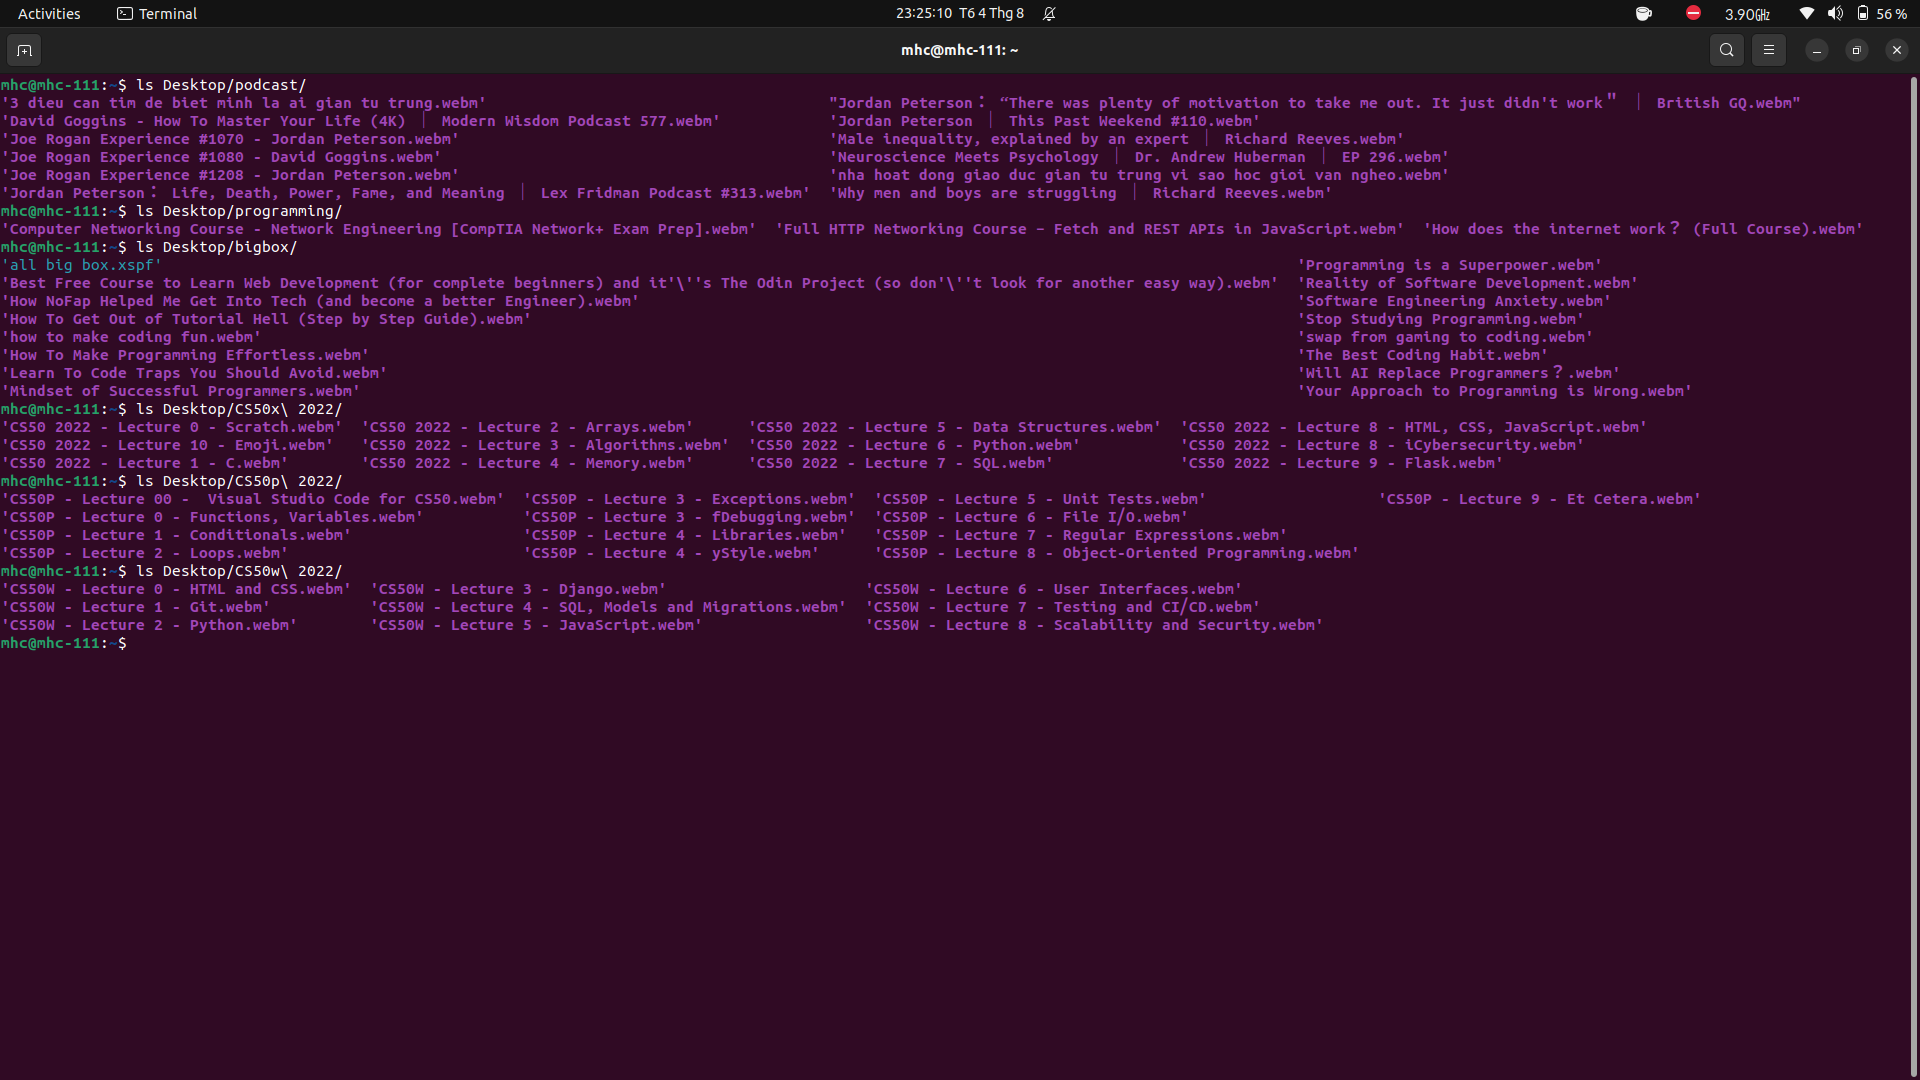 Activities Terminal 23:25:10 T6 4 Thg 8 3.90GHz 56 %
mhc@mhc-111: ~
mhc@mhc-111:~$ ls Desktop/podcast/
'3 dieu can tim de biet minh la ai gian tu trung.webm' "Jordan Peterson： “There was plenty of motivation to take me out. It just didn't work＂ ｜ British GQ.webm"
'David Goggins - How To Master Your Life (4K) ｜ Modern Wisdom Podcast 577.webm' 'Jordan Peterson ｜ This Past Weekend #110.webm'
'Joe Rogan Experience #1070 - Jordan Peterson.webm' 'Male inequality, explained by an expert ｜ Richard Reeves.webm'
'Joe Rogan Experience #1080 - David Goggins.webm' 'Neuroscience Meets Psychology ｜ Dr. Andrew Huberman ｜ EP 296.webm'
'Joe Rogan Experience #1208 - Jordan Peterson.webm' 'nha hoat dong giao duc gian tu trung vi sao hoc gioi van ngheo.webm'
'Jordan Peterson： Life, Death, Power, Fame, and Meaning ｜ Lex Fridman Podcast #313.webm' 'Why men and boys are struggling ｜ Richard Reeves.webm'
mhc@mhc-111:~$ ls Desktop/programming/
'Computer Networking Course - Network Engineering [CompTIA Network+ Exam Prep].webm' 'Full HTTP Networking Course – Fetch and REST APIs in JavaScript.webm' 'How does the internet work？ (Full Course).webm'
mhc@mhc-111:~$ ls Desktop/bigbox/
'all big box.xspf' 'Programming is a Superpower.webm'
'Best Free Course to Learn Web Development (for complete beginners) and it'\''s The Odin Project (so don'\''t look for another easy way).webm' 'Reality of Software Development.webm'
'How NoFap Helped Me Get Into Tech (and become a better Engineer).webm' 'Software Engineering Anxiety.webm'
'How To Get Out of Tutorial Hell (Step by Step Guide).webm' 'Stop Studying Programming.webm'
'how to make coding fun.webm' 'swap from gaming to coding.webm'
'How To Make Programming Effortless.webm' 'The Best Coding Habit.webm'
'Learn To Code Traps You Should Avoid.webm' 'Will AI Replace Programmers？.webm'
'Mindset of Successful Programmers.webm' 'Your Approach to Programming is Wrong.webm'
mhc@mhc-111:~$ ls Desktop/CS50x\ 2022/
'CS50 2022 - Lecture 0 - Scratch.webm' 'CS50 2022 - Lecture 2 - Arrays.webm' 'CS50 2022 - Lecture 5 - Data Structures.webm' 'CS50 2022 - Lecture 8 - HTML, CSS, JavaScript.webm'
'CS50 2022 - Lecture 10 - Emoji.webm' 'CS50 2022 - Lecture 3 - Algorithms.webm' 'CS50 2022 - Lecture 6 - Python.webm' 'CS50 2022 - Lecture 8 - iCybersecurity.webm'
'CS50 2022 - Lecture 1 - C.webm' 'CS50 2022 - Lecture 4 - Memory.webm' 'CS50 2022 - Lecture 7 - SQL.webm' 'CS50 2022 - Lecture 9 - Flask.webm'
mhc@mhc-111:~$ ls Desktop/CS50p\ 2022/
'CS50P - Lecture 00 -  Visual Studio Code for CS50.webm' 'CS50P - Lecture 3 - Exceptions.webm' 'CS50P - Lecture 5 - Unit Tests.webm' 'CS50P - Lecture 9 - Et Cetera.webm'
'CS50P - Lecture 0 - Functions, Variables.webm' 'CS50P - Lecture 3 - fDebugging.webm' 'CS50P - Lecture 6 - File I⧸O.webm'
'CS50P - Lecture 1 - Conditionals.webm' 'CS50P - Lecture 4 - Libraries.webm' 'CS50P - Lecture 7 - Regular Expressions.webm'
'CS50P - Lecture 2 - Loops.webm' 'CS50P - Lecture 4 - yStyle.webm' 'CS50P - Lecture 8 - Object-Oriented Programming.webm'
mhc@mhc-111:~$ ls Desktop/CS50w\ 2022/
'CS50W - Lecture 0 - HTML and CSS.webm' 'CS50W - Lecture 3 - Django.webm' 'CS50W - Lecture 6 - User Interfaces.webm'
'CS50W - Lecture 1 - Git.webm' 'CS50W - Lecture 4 - SQL, Models and Migrations.webm' 'CS50W - Lecture 7 - Testing and CI⧸CD.webm'
'CS50W - Lecture 2 - Python.webm' 'CS50W - Lecture 5 - JavaScript.webm' 'CS50W - Lecture 8 - Scalability and Security.webm'
mhc@mhc-111:~$